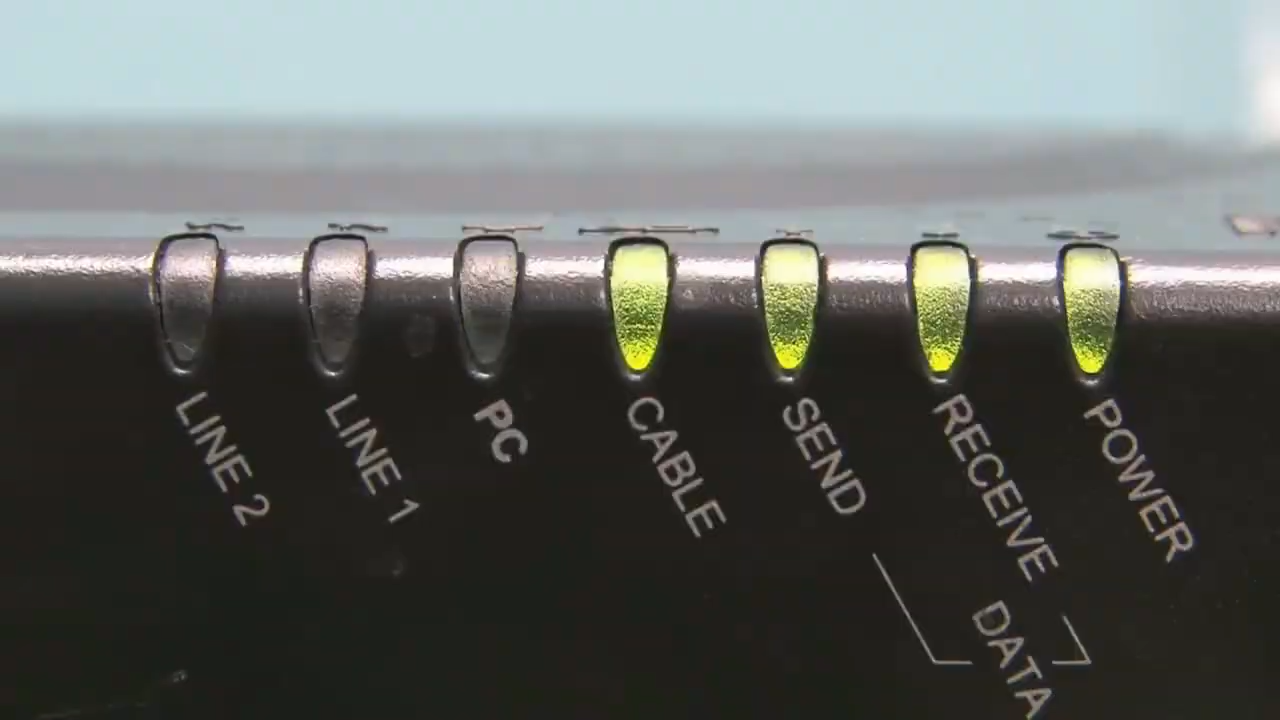 LINE 2
LINE 1
PC
CABLE
SEND
RECEIVE
POWER
DATA